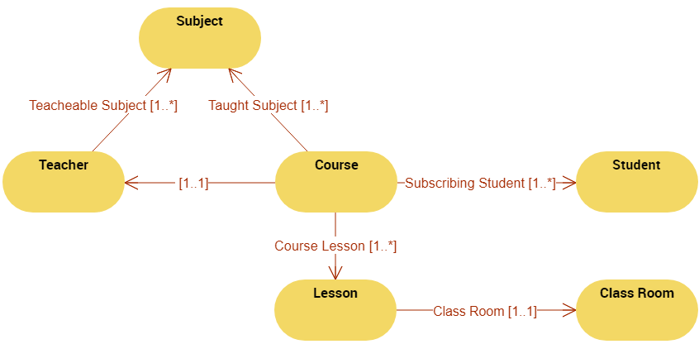 Subject
Teacheable Subject [1..*]
Taught Subject [1..*]
Teacher
[1..1]
Course
Subscribing Student [1..*]
Student
Course Lesson [1..*]
Lesson
Class Room [1..1]
Class Room